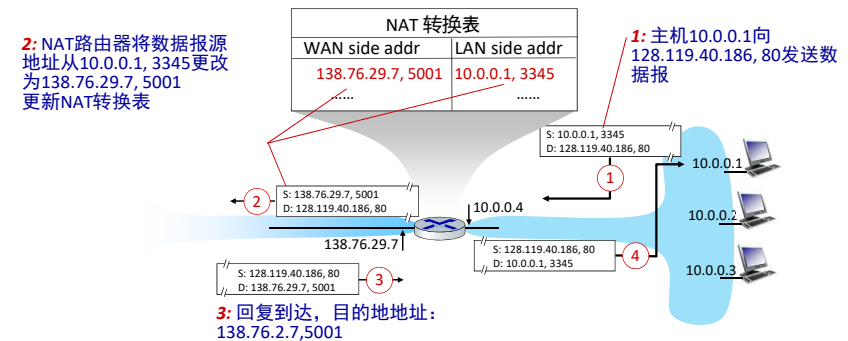 NAT 转换表
WAN side addr LAN side addr
138.76.29.7, 5001 10.0.0.1, 3345
...... ......
2: NAT路由器将数据报源
地址从10.0.0.1, 3345更改
为138.76.29.7, 5001
更新NAT转换表
1: 主机10.0.0.1向
128.119.40.186, 80发送数
据报
S: 10.0.0.1, 3345
D: 128.119.40.186, 80
1
10.0.0.1
S: 138.76.29.7, 5001
D: 128.119.40.186, 80
2
10.0.0.4
10.0.0.2
138.76.29.7
S: 128.119.40.186, 80
D: 10.0.0.1, 3345
4
10.0.0.3
S: 128.119.40.186, 80
D: 138.76.29.7, 5001
3
3: 回复到达，目的地地址：
138.76.2.7,5001